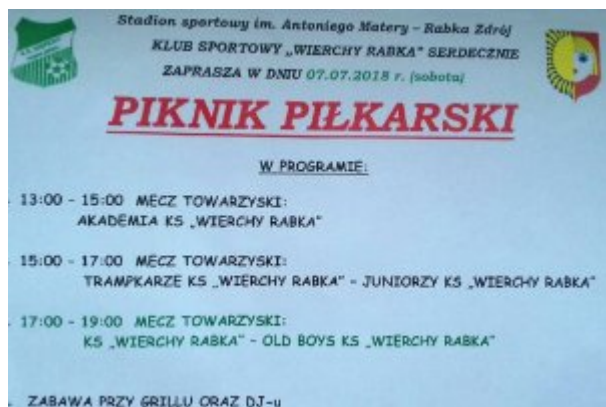 Stadion sportowy im. Antoniego Matery - Rabka Zdrój
KLUB SPORTOWY „WIERCHY RABKA" SERDECZNIE
ZAPRASZA W DNIU 07.07.2018 r. (sobota)
PIKNIK PIŁKARSKI
W PROGRAMIE:
13:00 - 15:00 MECZ TOWARZYSKI:
AKADEMIA KS „WIERCHY RABKA"
15:00 - 17:00 MECZ TOWARZYSKI:
TRAMPKARZE KS „WIERCHY RABKA" - JUNIORZY KS „WIERCHY RABKA"
17:00 - 19:00 MECZ TOWARZYSKI:
KS „WIERCHY RABKA" - OLD BOYS KS „WIERCHY RABKA"
ZABAWA PRZY GRILLU ORAZ DJ-u